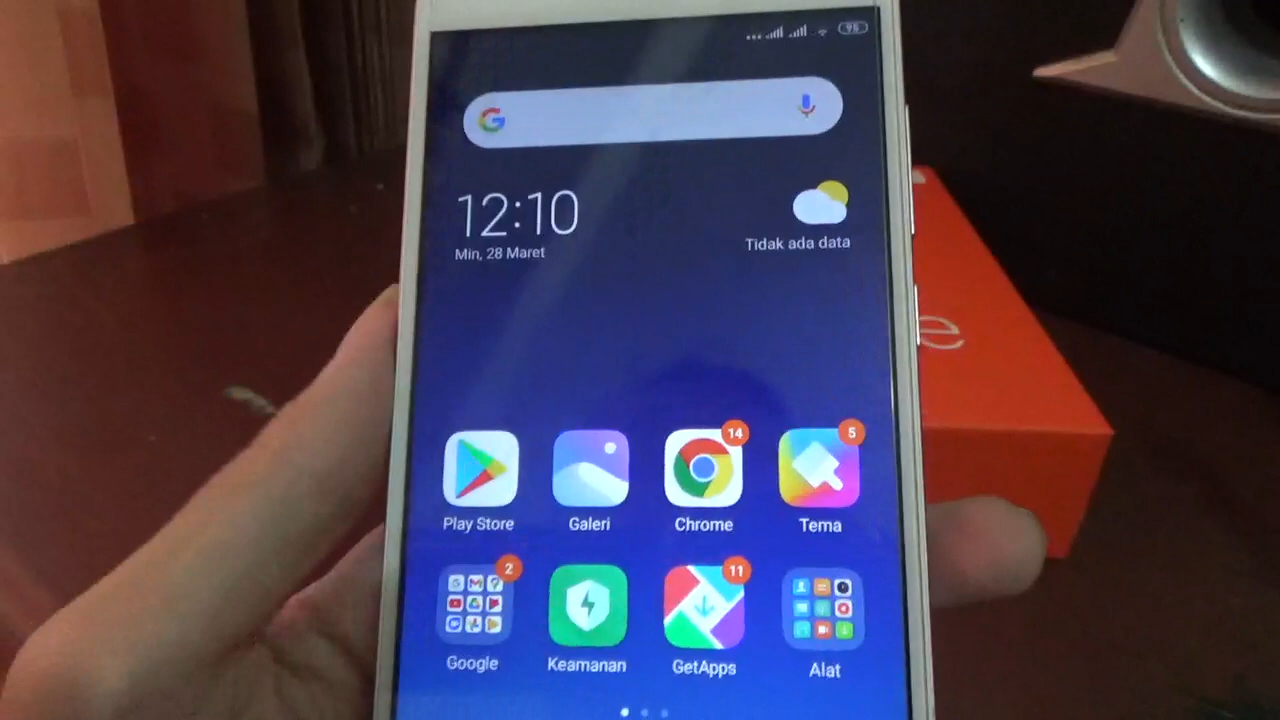 95
12:10
Min, 28 Maret
Tidak ada data
14
5
Play Store
Galeri
Chrome
Tema
2
11
Google
Keamanan
GetApps
Alat
e